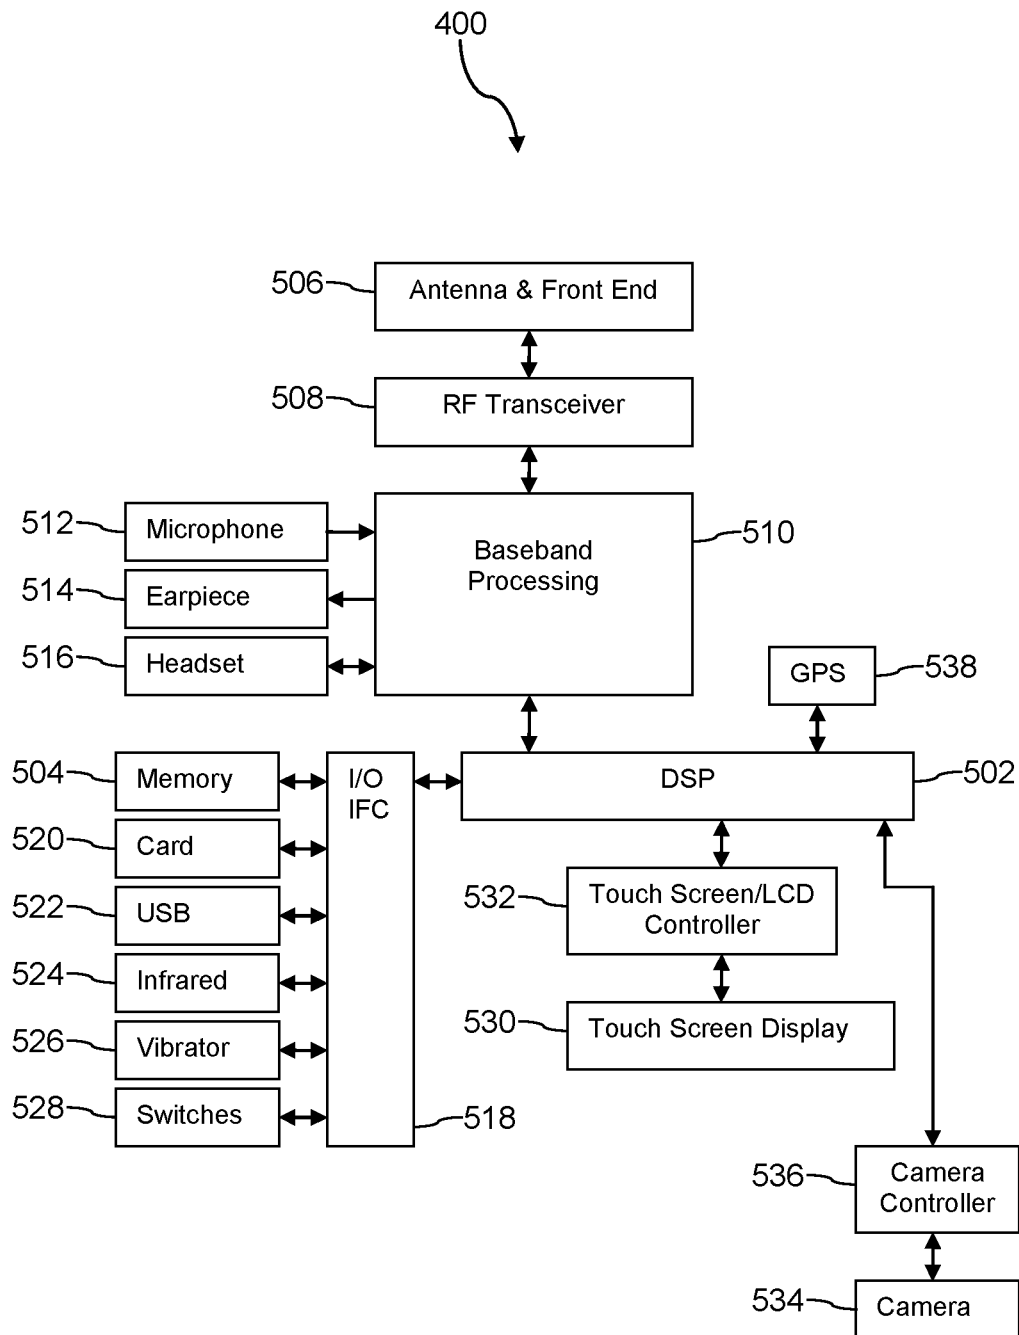 400
506
Antenna & Front End
508
RF Transceiver
512
Microphone
Baseband
Processing
510
514
Earpiece
516
Headset
GPS
538
504
Memory
I/O
IFC
DSP
502
520
Card
522
USB
532
Touch Screen/LCD
Controller
524
Infrared
530
Touch Screen Display
526
Vibrator
528
Switches
518
536
Camera
Controller
534
Camera